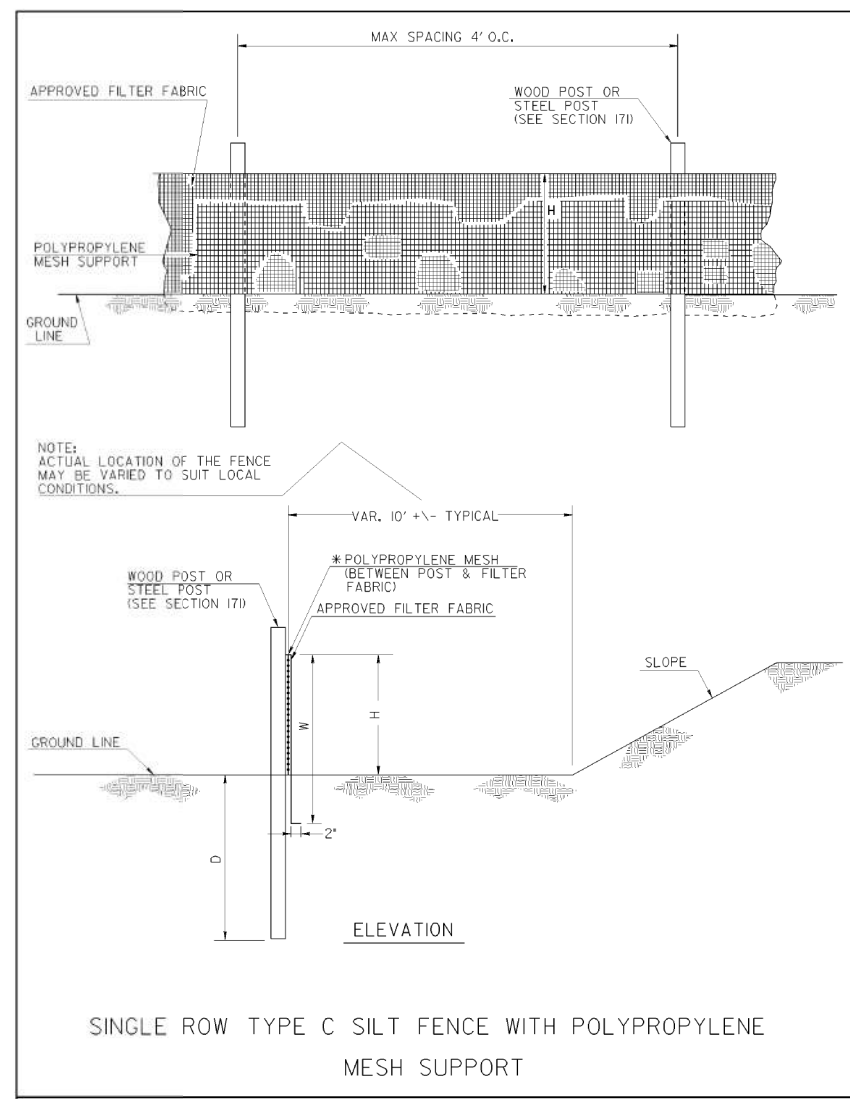 MAX SPACING 4' O.C.
APPROVED FILTER FABRIC
WOOD POST OR
STEEL POST
(SEE SECTION 171)
H
POLYPROPYLENE
MESH SUPPORT
GROUND
LINE
NOTE:
ACTUAL LOCATION OF THE FENCE
MAY BE VARIED TO SUIT LOCAL
CONDITIONS.
VAR. 10' +\- TYPICAL
* POLYPROPYLENE MESH
(BETWEEN POST & FILTER
FABRIC)
WOOD POST OR
STEEL POST
(SEE SECTION 171)
APPROVED FILTER FABRIC
SLOPE
W
H
GROUND LINE
2"
D
ELEVATION
SINGLE ROW TYPE C SILT FENCE WITH POLYPROPYLENE
MESH SUPPORT